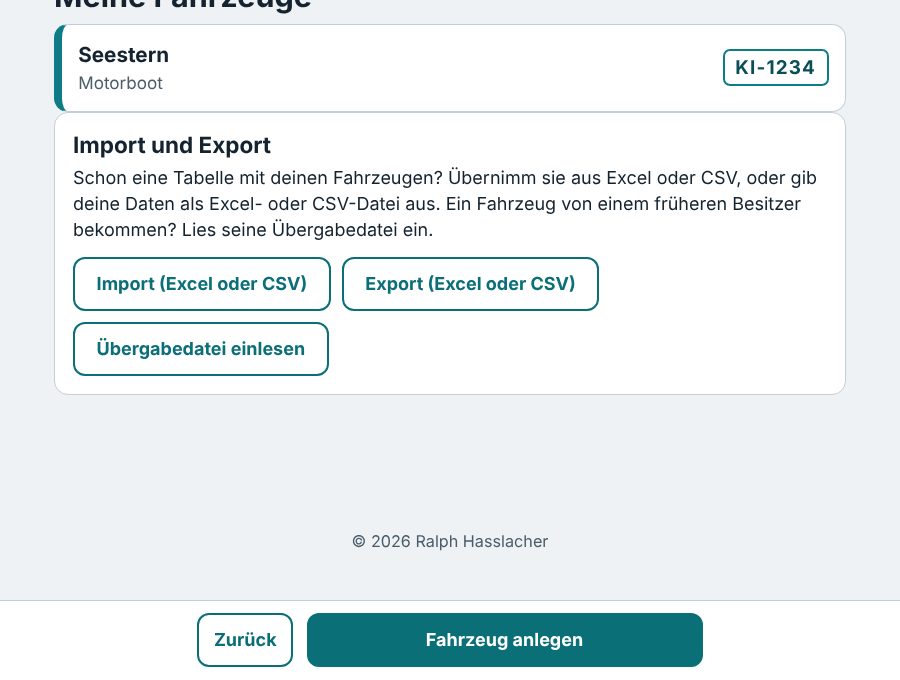 Meine Fahrzeuge
Seestern
Motorboot
KI-1234
Import und Export
Schon eine Tabelle mit deinen Fahrzeugen? Übernimm sie aus Excel oder CSV, oder gib
deine Daten als Excel- oder CSV-Datei aus. Ein Fahrzeug von einem früheren Besitzer
bekommen? Lies seine Übergabedatei ein.
Import (Excel oder CSV)
Export (Excel oder CSV)
Übergabedatei einlesen
© 2026 Ralph Hasslacher
Zurück
Fahrzeug anlegen